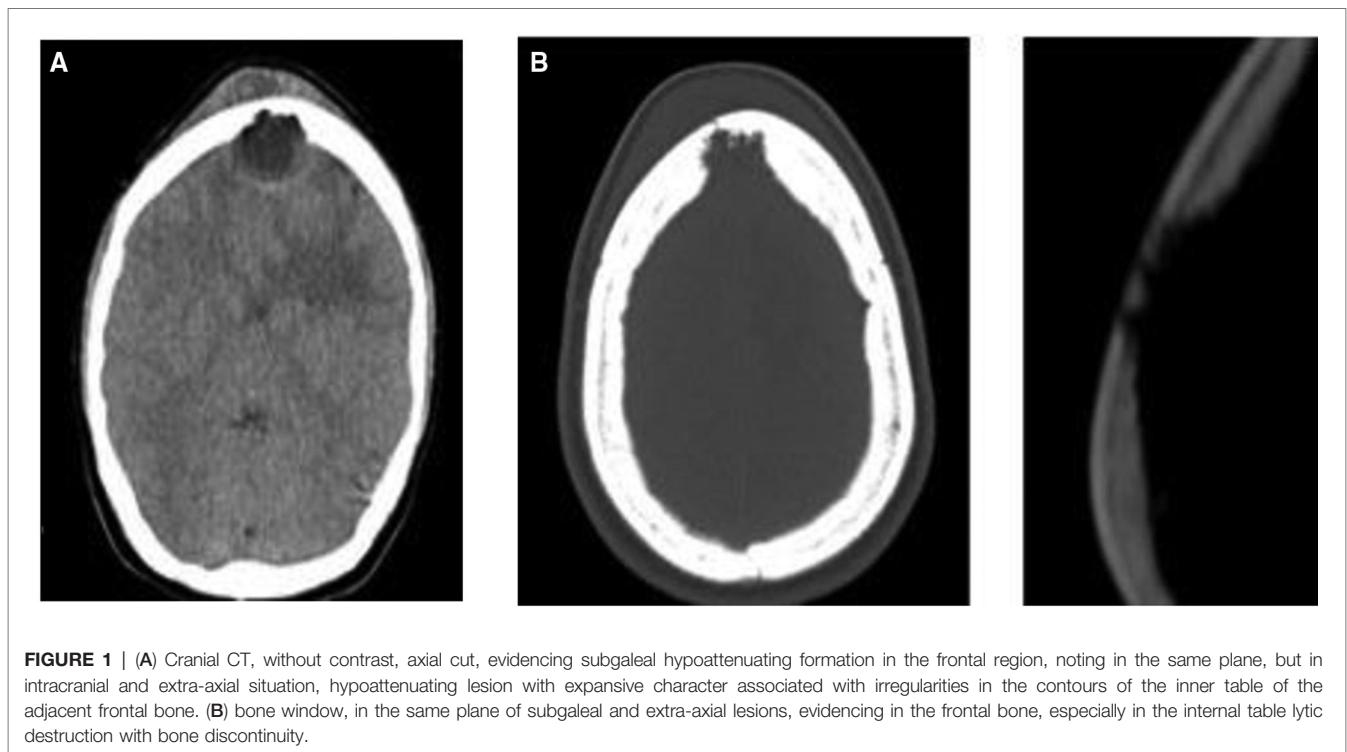 A
B
FIGURE 1 | (A) Cranial CT, without contrast, axial cut, evidencing subgaleal hypoattenuating formation in the frontal region, noting in the same plane, but in
intracranial and extra-axial situation, hypoattenuating lesion with expansive character associated with irregularities in the contours of the inner table of the
adjacent frontal bone. (B) bone window, in the same plane of subgaleal and extra-axial lesions, evidencing in the frontal bone, especially in the internal table lytic
destruction with bone discontinuity.